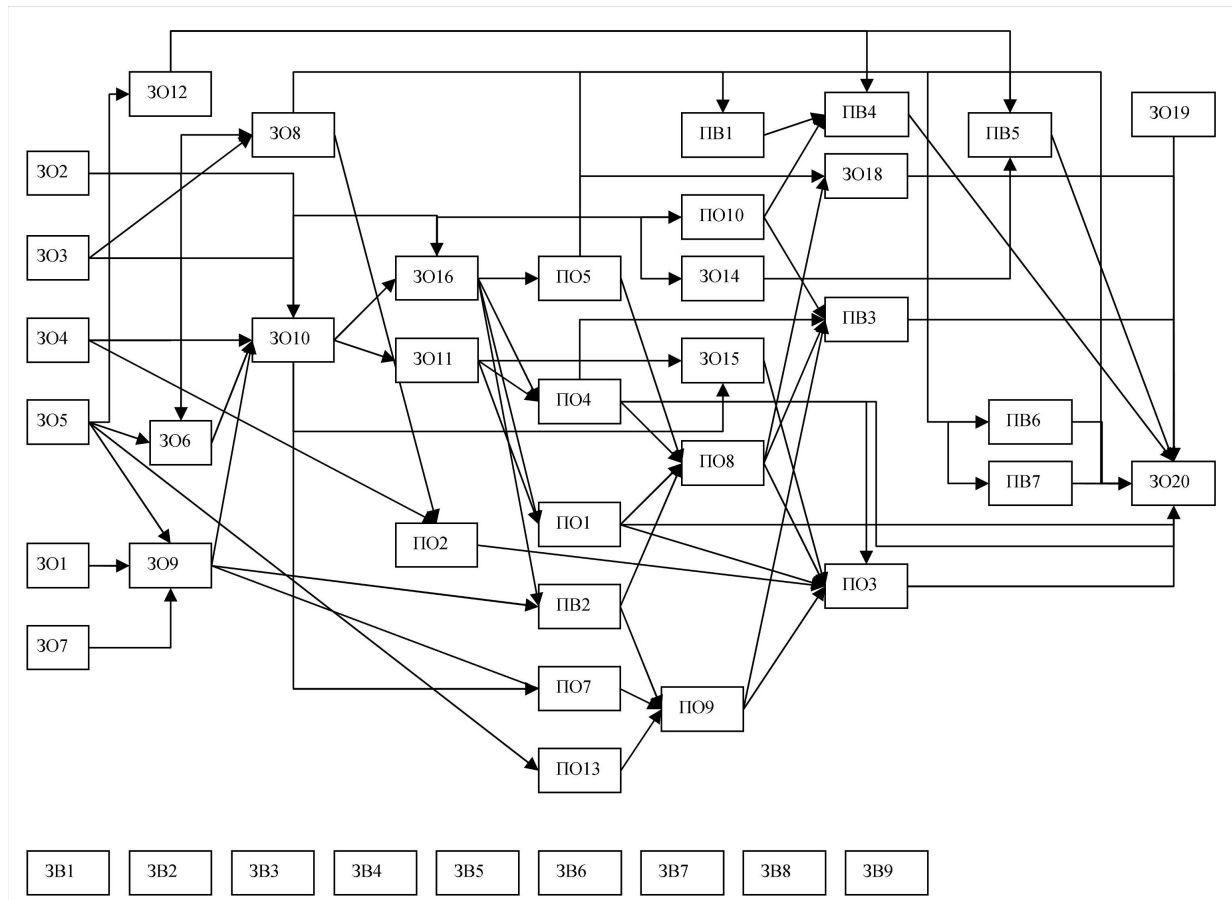 ЗО12
ПВ4
ЗО19
ЗО8
ПВ1
ПВ5
ЗО2
ЗО18
ПО10
ЗО3
ЗО16
ПО5
ЗО14
ПВ3
ЗО4
ЗО10
ЗО11
ЗО15
ЗО5
ПО4
ПВ6
ЗО6
ПО8
ПВ7
ЗО20
ПО1
ПО2
ЗО1
ЗО9
ПО3
ПВ2
ЗО7
ПО7
ПО9
ПО13
ЗВ1 ЗВ2 ЗВ3 ЗВ4 ЗВ5 ЗВ6 ЗВ7 ЗВ8 ЗВ9